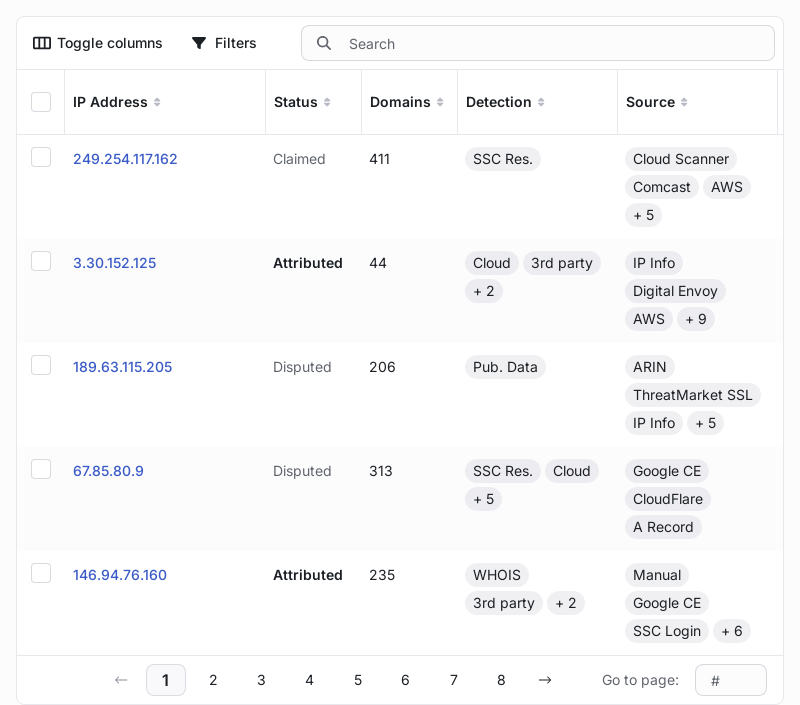 Toggle columns Filters Search
IP Address Status Domains Detection Source
249.254.117.162 Claimed 411 SSC Res. Cloud Scanner
Comcast AWS
+ 5
3.30.152.125 Attributed 44 Cloud 3rd party IP Info
+ 2 Digital Envoy
AWS + 9
189.63.115.205 Disputed 206 Pub. Data ARIN
ThreatMarket SSL
IP Info + 5
67.85.80.9 Disputed 313 SSC Res. Cloud Google CE
+ 5 CloudFlare
A Record
146.94.76.160 Attributed 235 WHOIS Manual
3rd party + 2 Google CE
SSC Login + 6
← 1 2 3 4 5 6 7 8 → Go to page: #